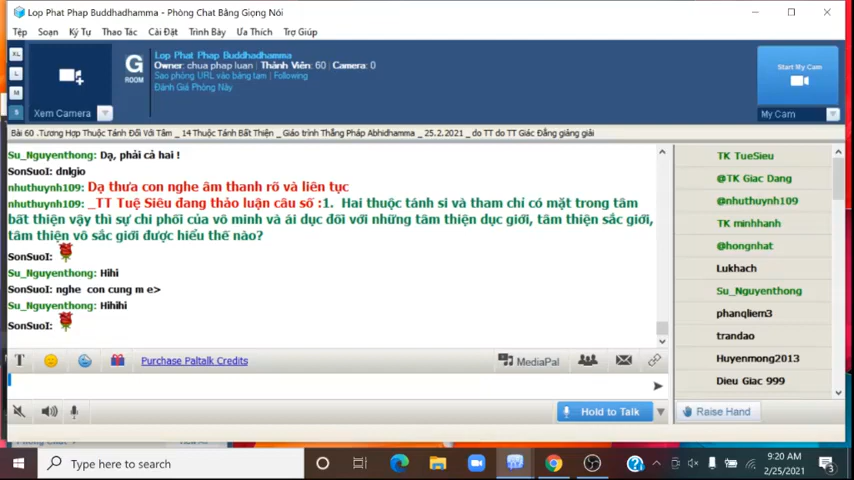 Lop Phat Phap Buddhadhamma - Phòng Chat Bằng Giọng Nói
Tệp Soạn Ký Tự Thao Tác Cài Đặt Trình Bày Ưa Thích Trợ Giúp
XL
L
M
S
Xem Camera
G
ROOM
Lop Phat Phap Buddhadhamma
Owner: chua phap luan | Thành Viên: 60 | Camera: 0
Sao phòng URL vào bảng tạm | Following
Đánh Giá Phòng Này
Start My Cam
My Cam
Bài 60 .Tương Hợp Thuộc Tánh Đối Với Tâm _ 14 Thuộc Tánh Bất Thiện _ Giáo trình Thắng Pháp Abhidhamma _ 25.2.2021 _ do TT do TT Giác Đẳng giảng giải
Su_Nguyenthong: Dạ, phải cả hai !
SonSuoI: dnlgio
nhuthuynh109: Dạ thưa con nghe âm thanh rõ và liên tục
nhuthuynh109: _TT Tuệ Siêu đang thảo luận câu số :1. Hai thuộc tánh si và tham chỉ có mặt trong tâm
bất thiện vậy thì sự chi phối của vô minh và ái dục đối với những tâm thiện dục giới, tâm thiện sắc giới,
tâm thiện vô sắc giới được hiểu thế nào?
SonSuoI:
Su_Nguyenthong: Hihi
SonSuoI: nghe con cung m e>
Su_Nguyenthong: Hihihi
SonSuoI:
TK TueSieu
@TK Giac Dang
@nhuthuynh109
TK minhhanh
@hongnhat
Lukhach
Su_Nguyenthong
phanqliem3
trandao
Huyenmong2013
Dieu Giac 999
T Purchase Paltalk Credits MediaPal
Hold to Talk Raise Hand
Type here to search
9:20 AM
2/25/2021
3